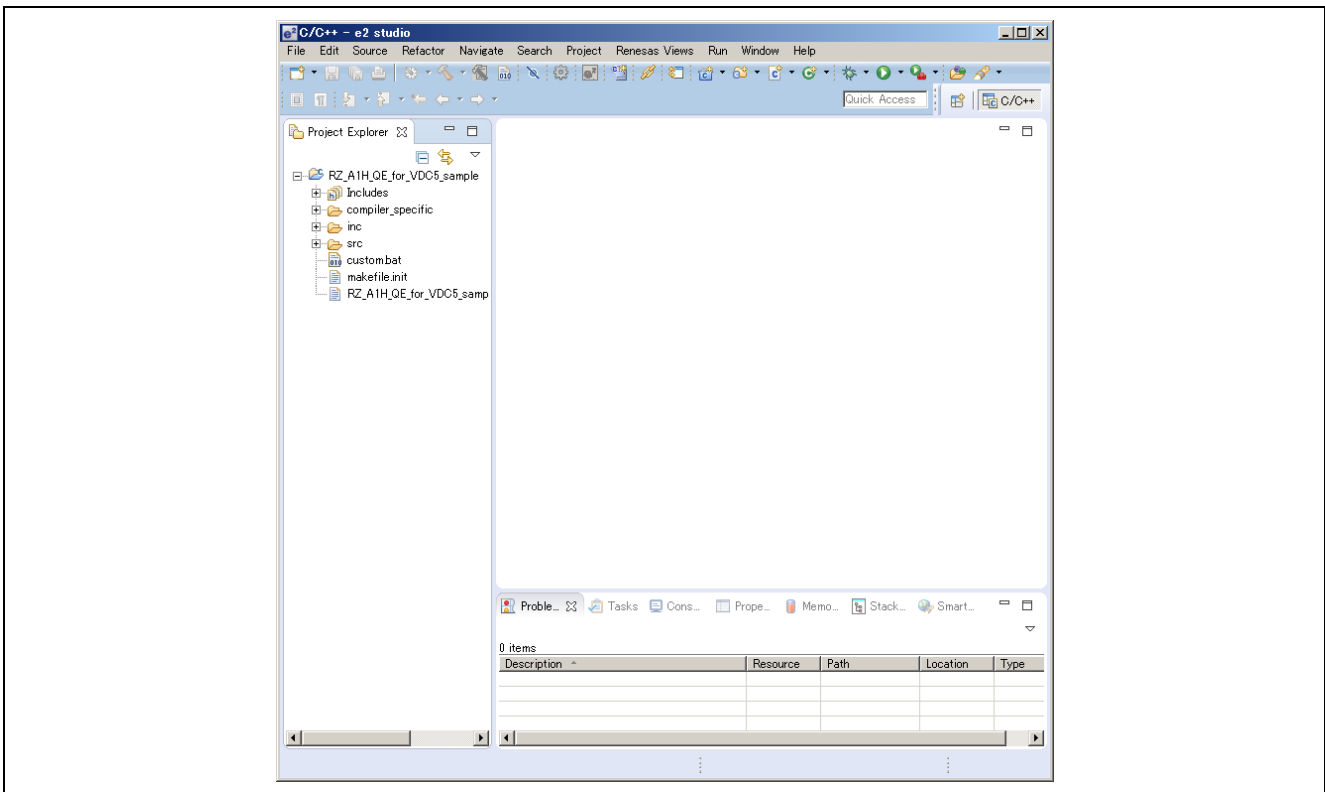 e² C/C++ - e2 studio
File Edit Source Refactor Navigate Search Project Renesas Views Run Window Help
Quick Access
C/C++
Project Explorer
RZ_A1H_QE_for_VDC5_sample
Includes
compiler_specific
inc
src
custom.bat
makefile.init
RZ_A1H_QE_for_VDC5_samp
Proble... Tasks Cons... Prope... Memo... Stack... Smart...
0 items
Description Resource Path Location Type